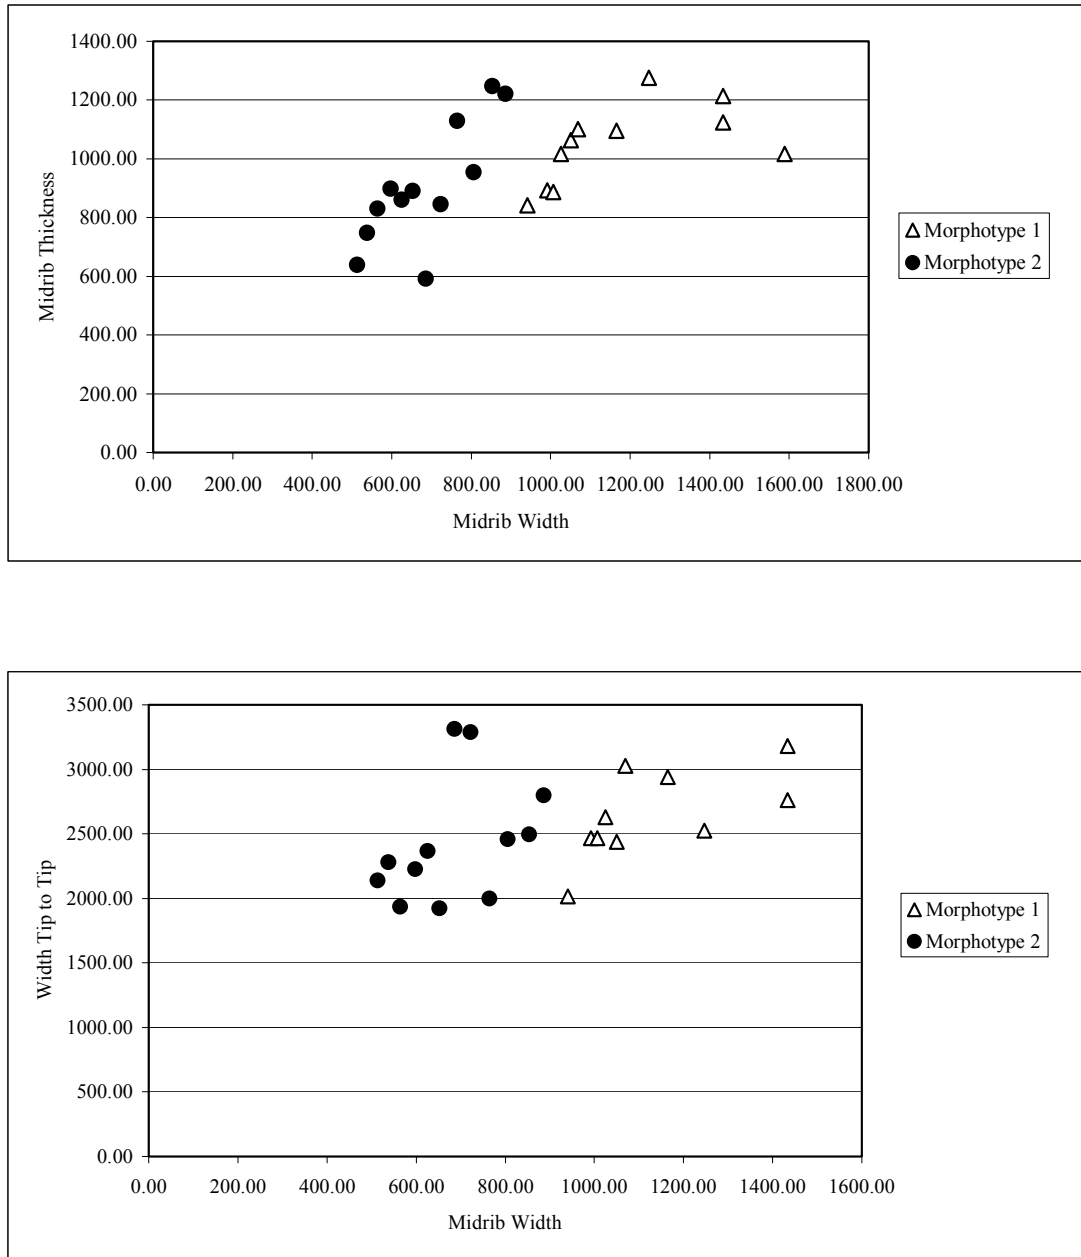 1400.00
1200.00
1000.00
800.00
600.00
400.00
200.00
0.00
Midrib Thickness
0.00 200.00 400.00 600.00 800.00 1000.00 1200.00 1400.00 1600.00 1800.00
Midrib Width
Morphotype 1
Morphotype 2
3500.00
3000.00
2500.00
2000.00
1500.00
1000.00
500.00
0.00
Width Tip to Tip
0.00 200.00 400.00 600.00 800.00 1000.00 1200.00 1400.00 1600.00
Midrib Width
Morphotype 1
Morphotype 2